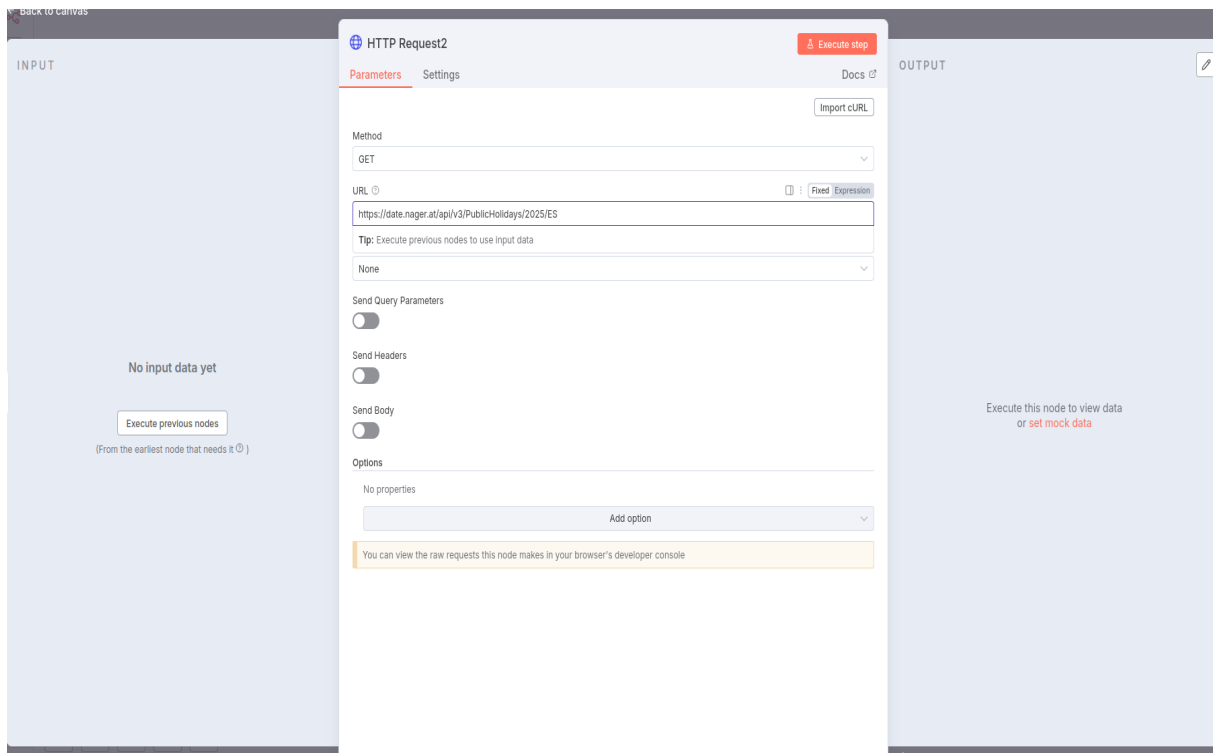 Back to canvas
INPUT
HTTP Request2
Execute step
Parameters
Settings
Docs
OUTPUT
Import cURL
Method
GET
URL
Fixed
Expression
https://date.nager.at/api/v3/PublicHolidays/2025/ES
Tip: Execute previous nodes to use input data
None
Send Query Parameters
Send Headers
No input data yet
Send Body
Execute previous nodes
(From the earliest node that needs it )
Execute this node to view data
or set mock data
Options
No properties
Add option
You can view the raw requests this node makes in your browser's developer console